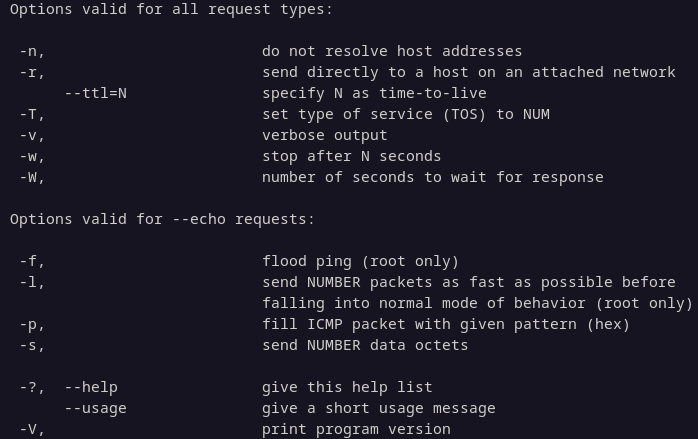 Options valid for all request types:
-n,                        do not resolve host addresses
-r,                        send directly to a host on an attached network
     --ttl=N               specify N as time-to-live
-T,                        set type of service (TOS) to NUM
-v,                        verbose output
-w,                        stop after N seconds
-W,                        number of seconds to wait for response
Options valid for --echo requests:
-f,                        flood ping (root only)
-l,                        send NUMBER packets as fast as possible before
                           falling into normal mode of behavior (root only)
-p,                        fill ICMP packet with given pattern (hex)
-s,                        send NUMBER data octets
-?,  --help                give this help list
     --usage               give a short usage message
-V,                        print program version